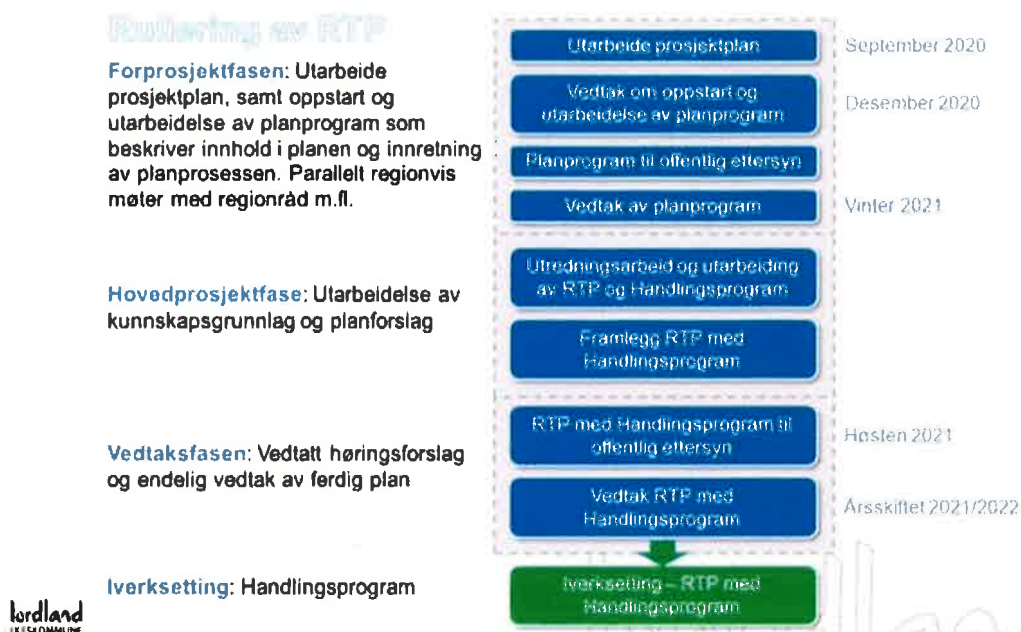 Rullering av RTP
Forprosjektfasen: Utarbeide
prosjektplan, samt oppstart og
utarbeidelse av planprogram som
beskriver innhold i planen og innretning
av planprosessen. Parallelt regionvis
møter med regionråd m.fl.
Utarbeide prosjektplan
September 2020
Vedtak om oppstart og
utarbeidelse av planprogram
Desember 2020
Planprogram til offentlig ettersyn
Vedtak av planprogram
Vinter 2021
Hovedprosjektfase: Utarbeidelse av
kunnskapsgrunnlag og planforslag
Utredningsarbeid og utarbeiding
av RTP og Handlingsprogram
Framlegg RTP med
Handlingsprogram
Vedtaksfasen: Vedtatt høringsforslag
og endelig vedtak av ferdig plan
RTP med Handlingsprogram til
offentlig ettersyn
Høsten 2021
Vedtak RTP med
Handlingsprogram
Årsskiftet 2021/2022
Iverksetting: Handlingsprogram
Iverksetting – RTP med
Handlingsprogram
lordland